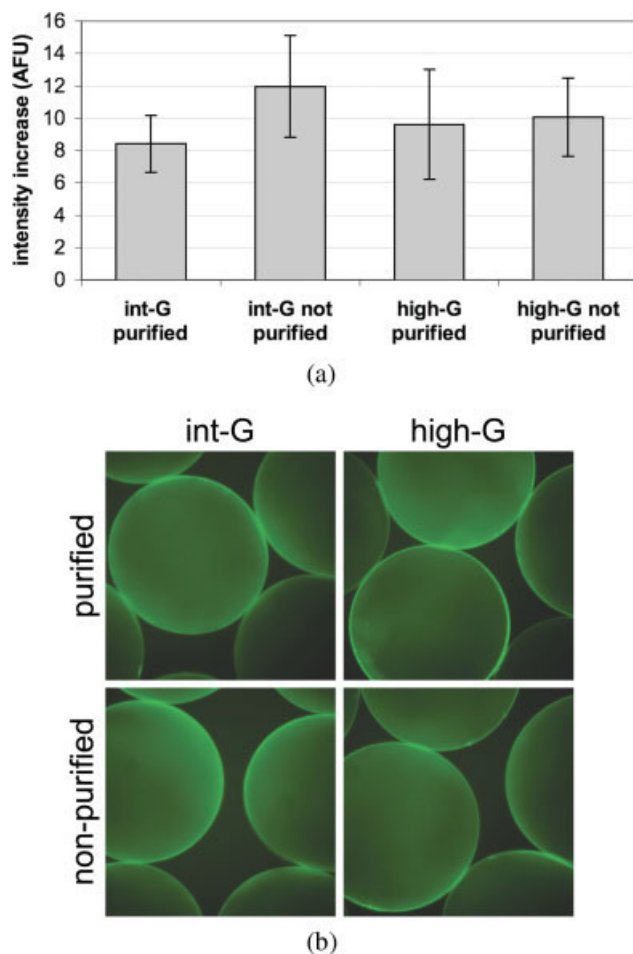 16
14
12
10
8
6
4
2
0
intensity increase (AFU)
int-G
purified
int-G not
purified
high-G
purified
high-G not
purified
(a)
int-G
high-G
purified
non-purified
(b)